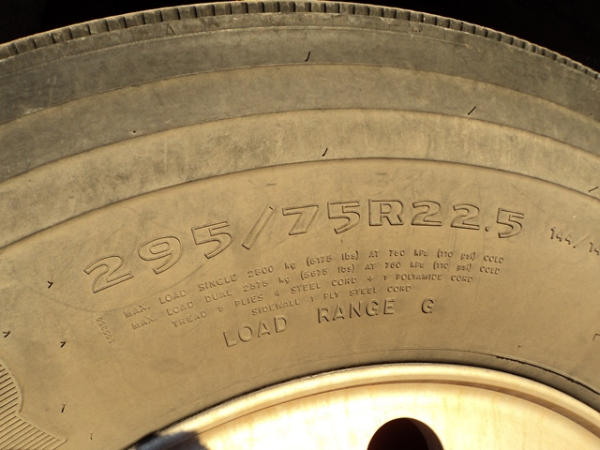 295/75R22.5
MAX. LOAD SINGLE 2800 kg (6175 lbs) AT 760 kPa (110 psi) COLD
MAX. LOAD DUAL 2575 kg (5675 lbs) AT 760 kPa (110 psi) COLD
TREAD 5 PLIES 4 STEEL CORD + 1 POLYAMIDE CORD
SIDEWALL 1 PLY STEEL CORD
LOAD RANGE G